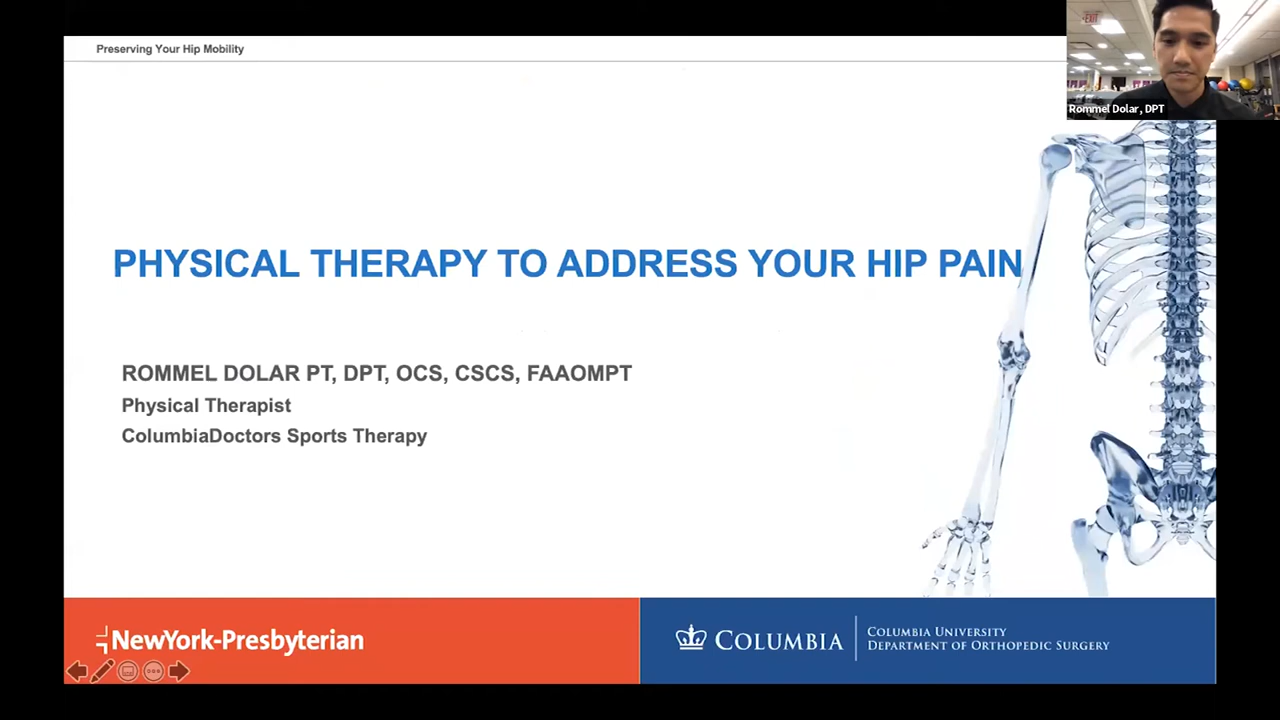 Preserving Your Hip Mobility
EXIT
Rommel Dolar, DPT
PHYSICAL THERAPY TO ADDRESS YOUR HIP PAIN
ROMMEL DOLAR PT, DPT, OCS, CSCS, FAAOMPT
Physical Therapist
ColumbiaDoctors Sports Therapy
NewYork-Presbyterian
COLUMBIA
COLUMBIA UNIVERSITY
DEPARTMENT OF ORTHOPEDIC SURGERY